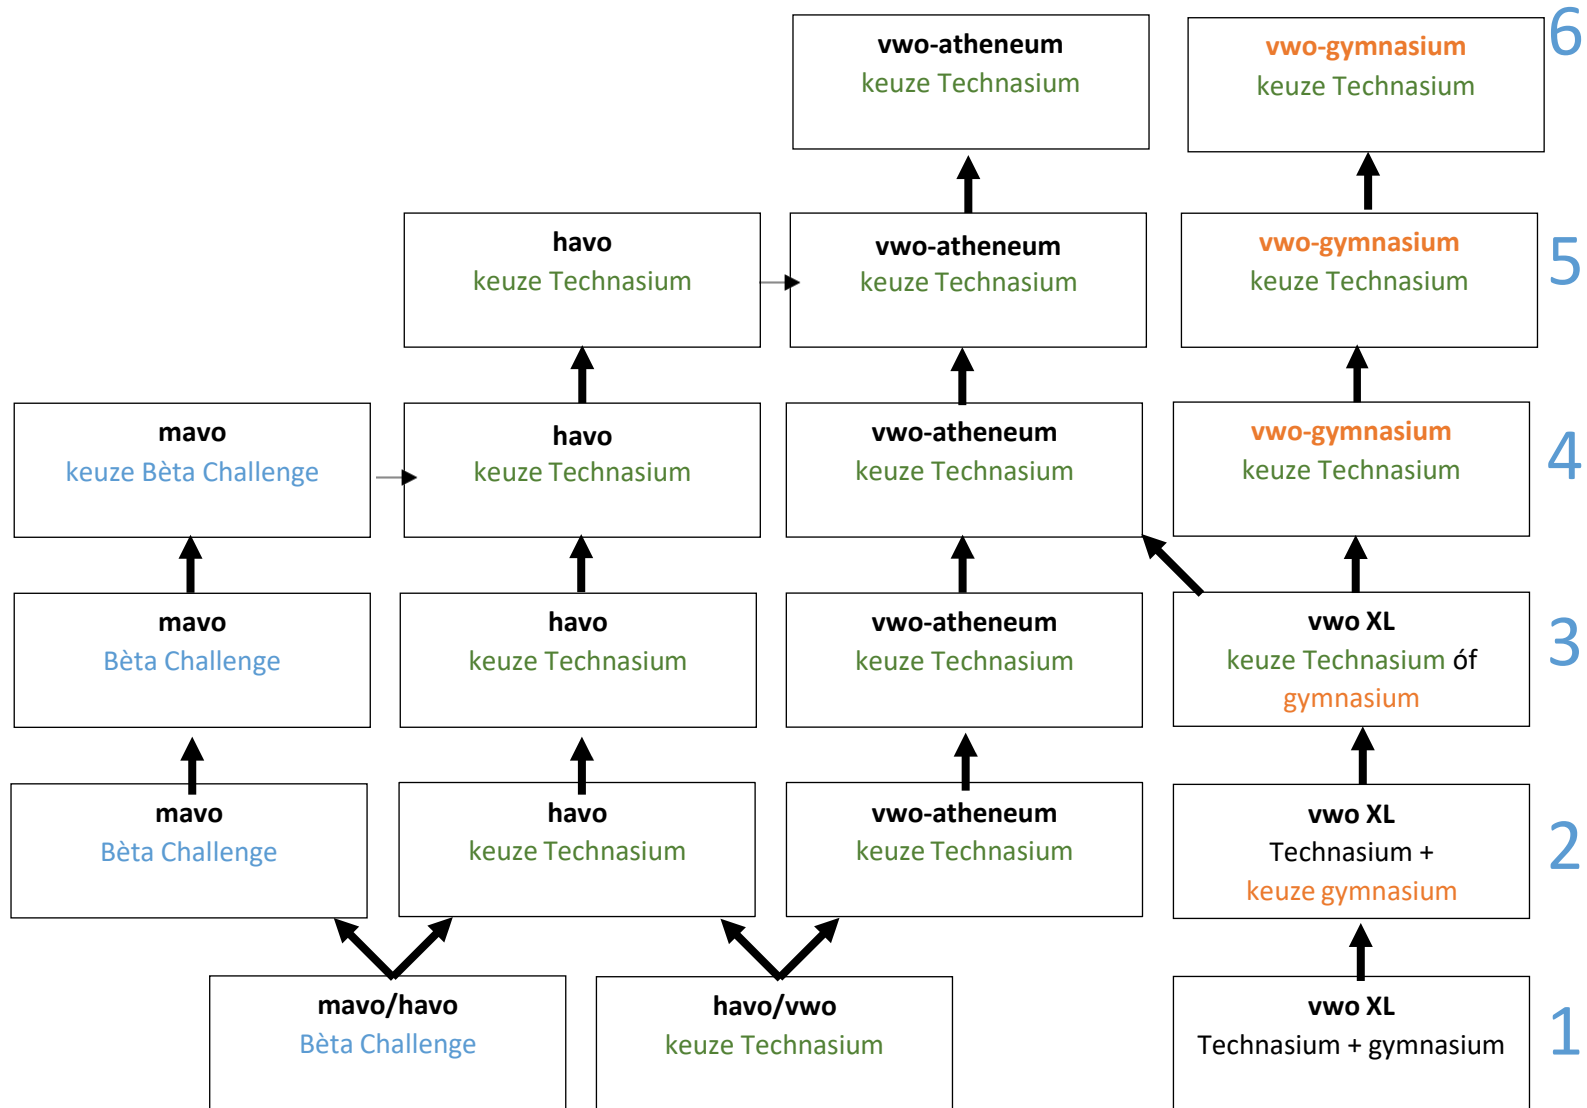 vwo-atheneum
keuze Technasium
vwo-gymnasium
keuze Technasium
6
havo
keuze Technasium
vwo-atheneum
keuze Technasium
vwo-gymnasium
keuze Technasium
5
mavo
keuze Bèta Challenge
havo
keuze Technasium
vwo-atheneum
keuze Technasium
vwo-gymnasium
keuze Technasium
4
mavo
Bèta Challenge
havo
keuze Technasium
vwo-atheneum
keuze Technasium
vwo XL
keuze Technasium óf
gymnasium
3
mavo
Bèta Challenge
havo
keuze Technasium
vwo-atheneum
keuze Technasium
vwo XL
Technasium +
keuze gymnasium
2
mavo/havo
Bèta Challenge
havo/vwo
keuze Technasium
vwo XL
Technasium + gymnasium
1